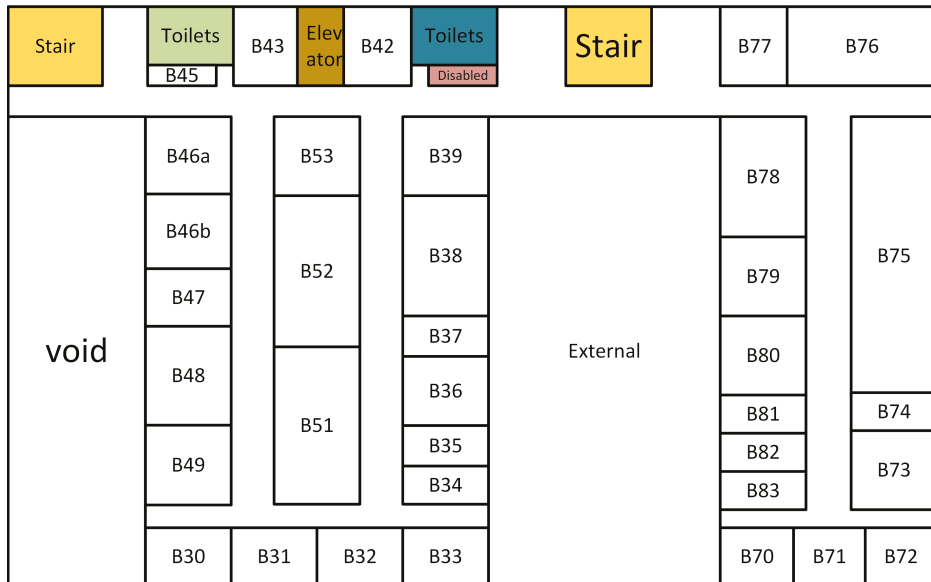 Stair
Toilets
B45
B43
Elev
ator
B42
Toilets
Disabled
Stair
B77
B76
void
B46a
B46b
B47
B48
B49
B53
B52
B51
B39
B38
B37
B36
B35
B34
B30
B31
B32
B33
External
B78
B79
B80
B81
B82
B83
B75
B74
B73
B70
B71
B72